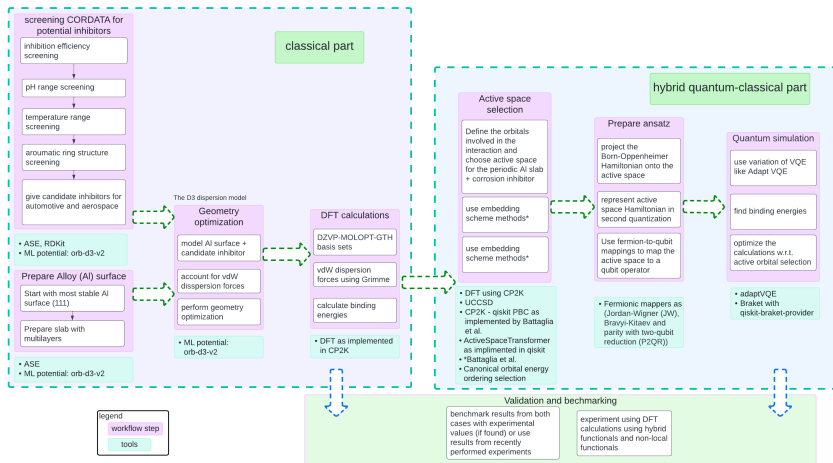 screening CORDATA for
potential inhibitors
inhibition efficiency
screening
pH range screening
temperature range
screening
aroumatic ring structure
screening
give candidate inhibitors for
automotive and aerospace
• ASE, RDKit
• ML potential: orb-d3-v2
Prepare Alloy (Al) surface
Start with most stable Al
surface (111)
Prepare slab with
multilayers
• ASE
• ML potential: orb-d3-v2
classical part
The D3 dispersion model
Geometry
optimization
model Al surface +
candidate inhibitor
account for vdW
disspersion forces
perform geometry
optimization
• ML potential:
orb-d3-v2
DFT calculations
DZVP-MOLOPT-GTH
basis sets
vdW dispersion
forces using Grimme
calculate binding
energies
• DFT as implemented
in CP2K
hybrid quantum-classical part
Active space
selection
Define the orbitals
involved in the
interaction and
choose active space
for the periodic Al slab
+ corrosion inhibitor
use embedding
scheme methods*
use embedding
scheme methods*
• DFT using CP2K
• UCCSD
• CP2K - qiskit PBC as
implemented by Battaglia
et al.
• ActiveSpaceTransformer
as implimented in qiskit
• *Battaglia et al.
• Canonical orbital energy
ordering selection
Prepare ansatz
project the
Born-Oppenheimer
Hamiltonian onto the
active space
represent active
space Hamiltonian in
second quantization
Use fermion-to-qubit
mappings to map the
active space to a
qubit operator
• Fermionic mappers as
(Jordan-Wigner (JW),
Bravyi-Kitaev and
parity with two-qubit
reduction (P2QR))
Quantum simulation
use variation of VQE
like Adapt VQE
find binding energies
optimize the
calculations w.r.t.
active orbital selection
• adaptVQE
• Braket with
qiskit-braket-provider
legend
workflow step
tools
Validation and bechmarking
benchmark results from both
cases with experimental
values (if found) or use
results from recently
performed experiments
experiment using DFT
calculations using hybrid
functionals and non-local
functionals